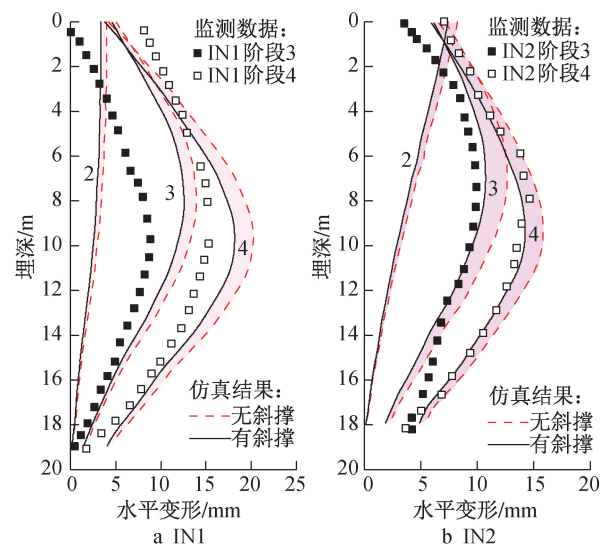 监测数据：
IN1阶段3
IN1阶段4
0
2
4
6
8
10
12
14
16
18
20
埋深/m
2
3
4
仿真结果：
无斜撑
有斜撑
0 5 10 15 20 25
水平变形/mm
a IN1
监测数据：
IN2阶段3
IN2阶段4
0
2
4
6
8
10
12
14
16
18
20
埋深/m
2
3
4
仿真结果：
无斜撑
有斜撑
0 5 10 15 20
水平变形/mm
b IN2